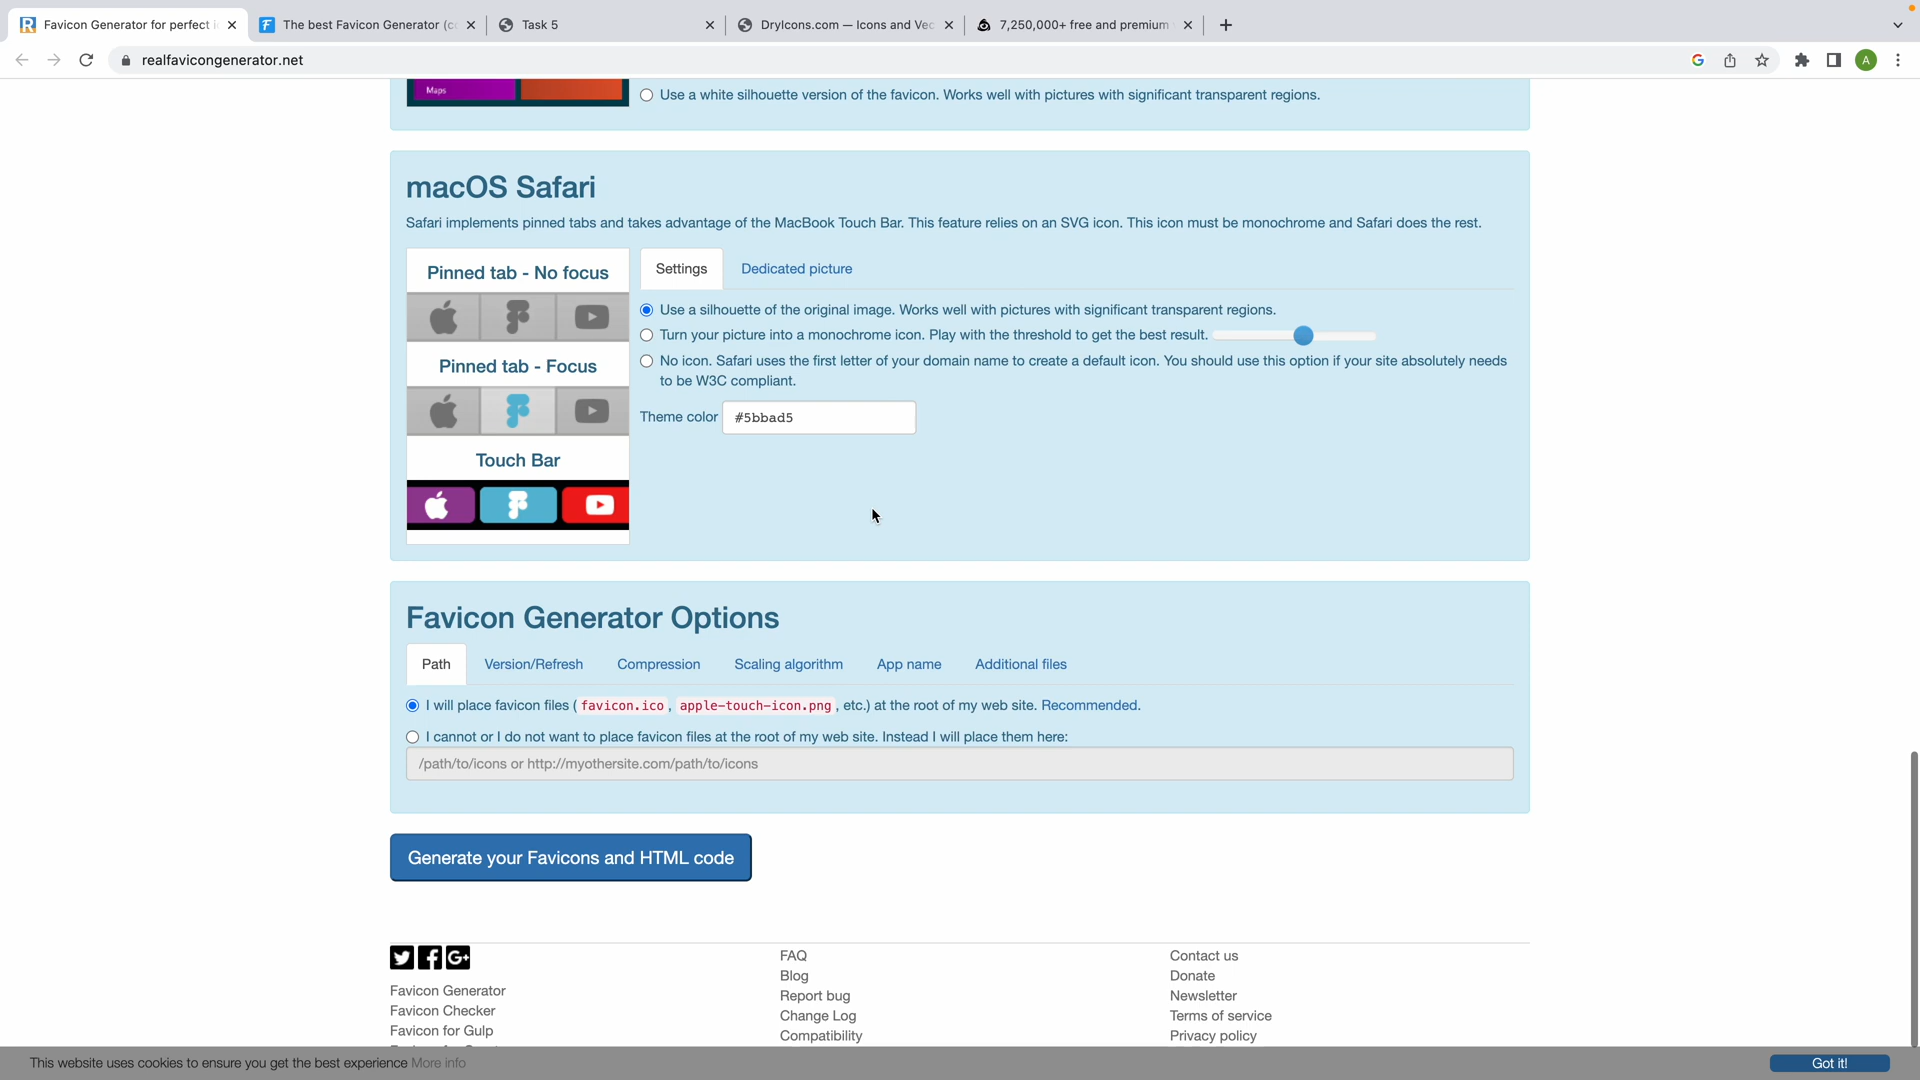 Favicon Generator for perfect i
The best Favicon Generator (co
Task 5
DryIcons.com — Icons and Vec
7,250,000+ free and premium
realfavicongenerator.net
A
Maps
Use a white silhouette version of the favicon. Works well with pictures with significant transparent regions.
macOS Safari
Safari implements pinned tabs and takes advantage of the MacBook Touch Bar. This feature relies on an SVG icon. This icon must be monochrome and Safari does the rest.
Pinned tab - No focus
Pinned tab - Focus
Touch Bar
Settings
Dedicated picture
Use a silhouette of the original image. Works well with pictures with significant transparent regions.
Turn your picture into a monochrome icon. Play with the threshold to get the best result.
No icon. Safari uses the first letter of your domain name to create a default icon. You should use this option if your site absolutely needs
to be W3C compliant.
Theme color #5bbad5
Favicon Generator Options
Path
Version/Refresh
Compression
Scaling algorithm
App name
Additional files
I will place favicon files ( favicon.ico , apple-touch-icon.png , etc.) at the root of my web site. Recommended.
I cannot or I do not want to place favicon files at the root of my web site. Instead I will place them here:
/path/to/icons or http://myothersite.com/path/to/icons
Generate your Favicons and HTML code
Favicon Generator
Favicon Checker
Favicon for Gulp
FAQ
Blog
Report bug
Change Log
Compatibility
Contact us
Donate
Newsletter
Terms of service
Privacy policy
This website uses cookies to ensure you get the best experience More info
Got it!